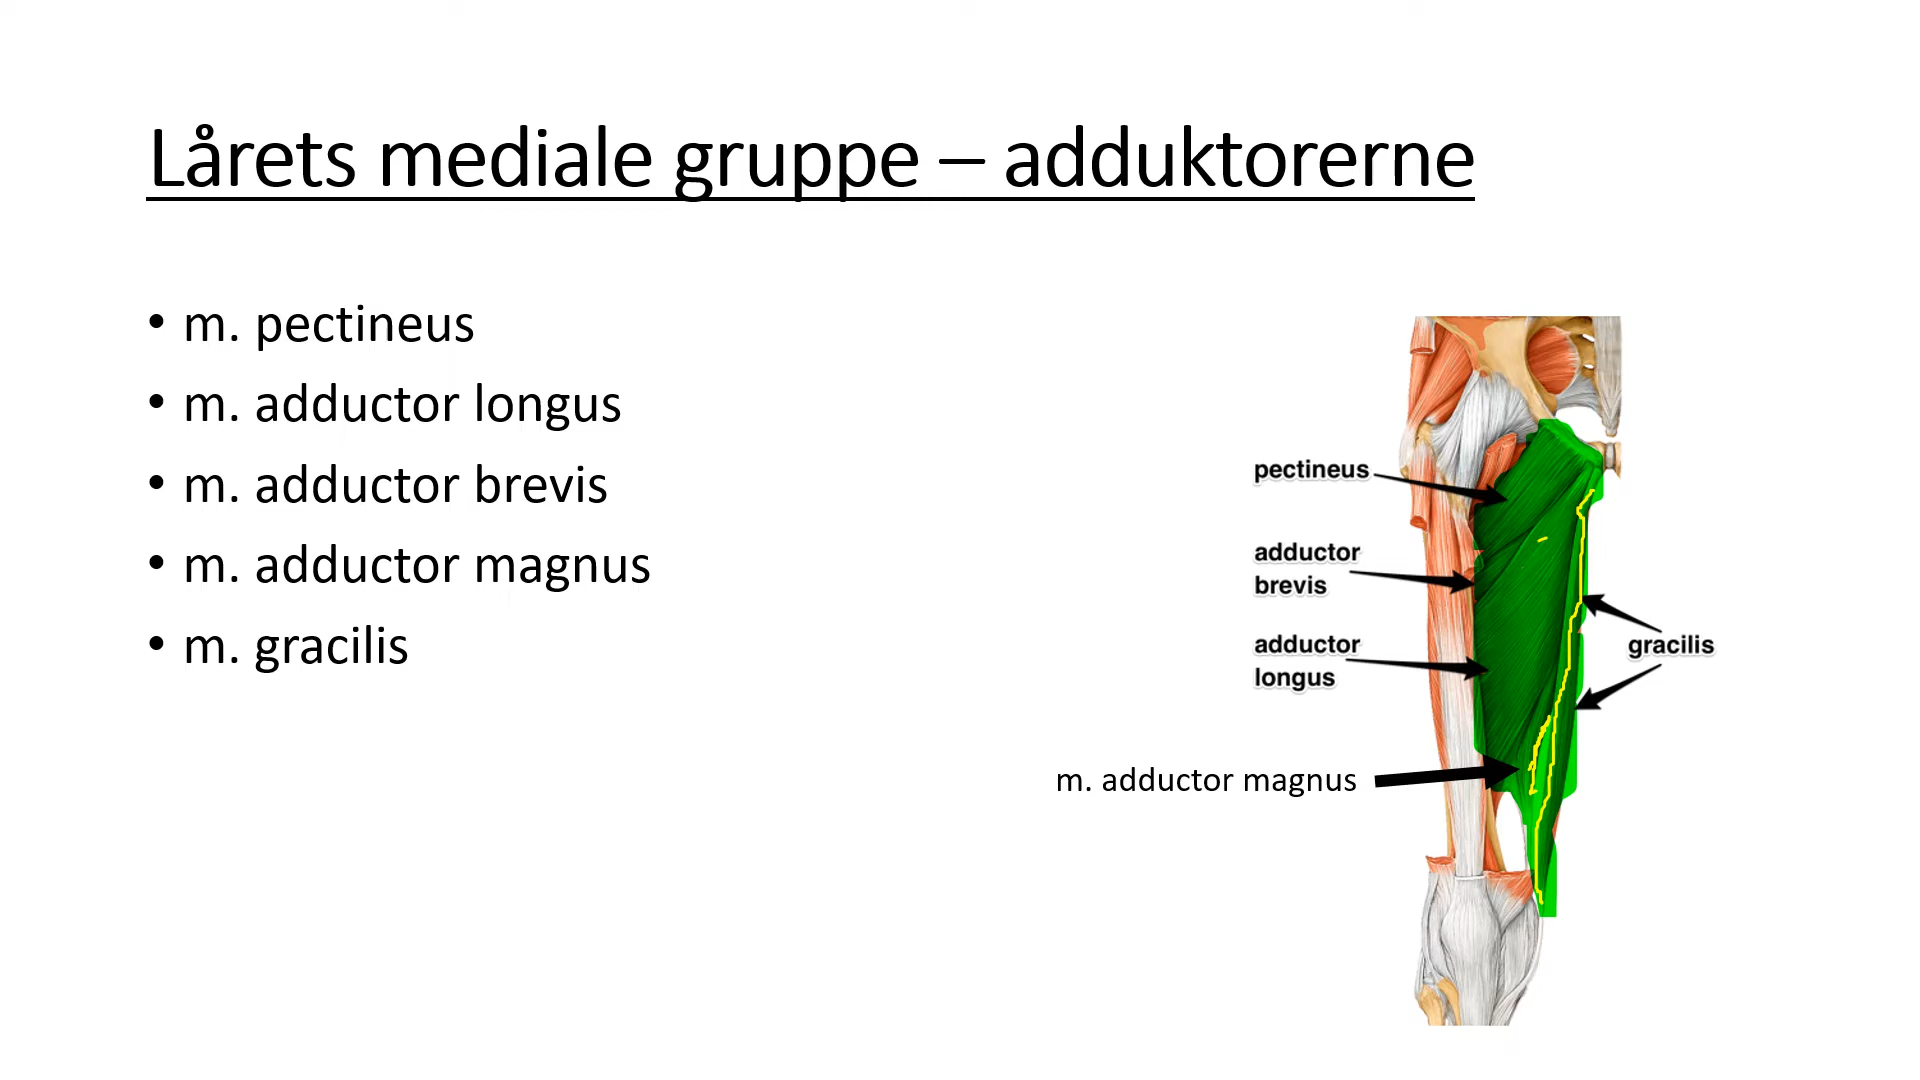 Lårets mediale gruppe – adduktorerne
• m. pectineus
• m. adductor longus
• m. adductor brevis
• m. adductor magnus
• m. gracilis
pectineus
adductor
brevis
adductor
longus
gracilis
m. adductor magnus